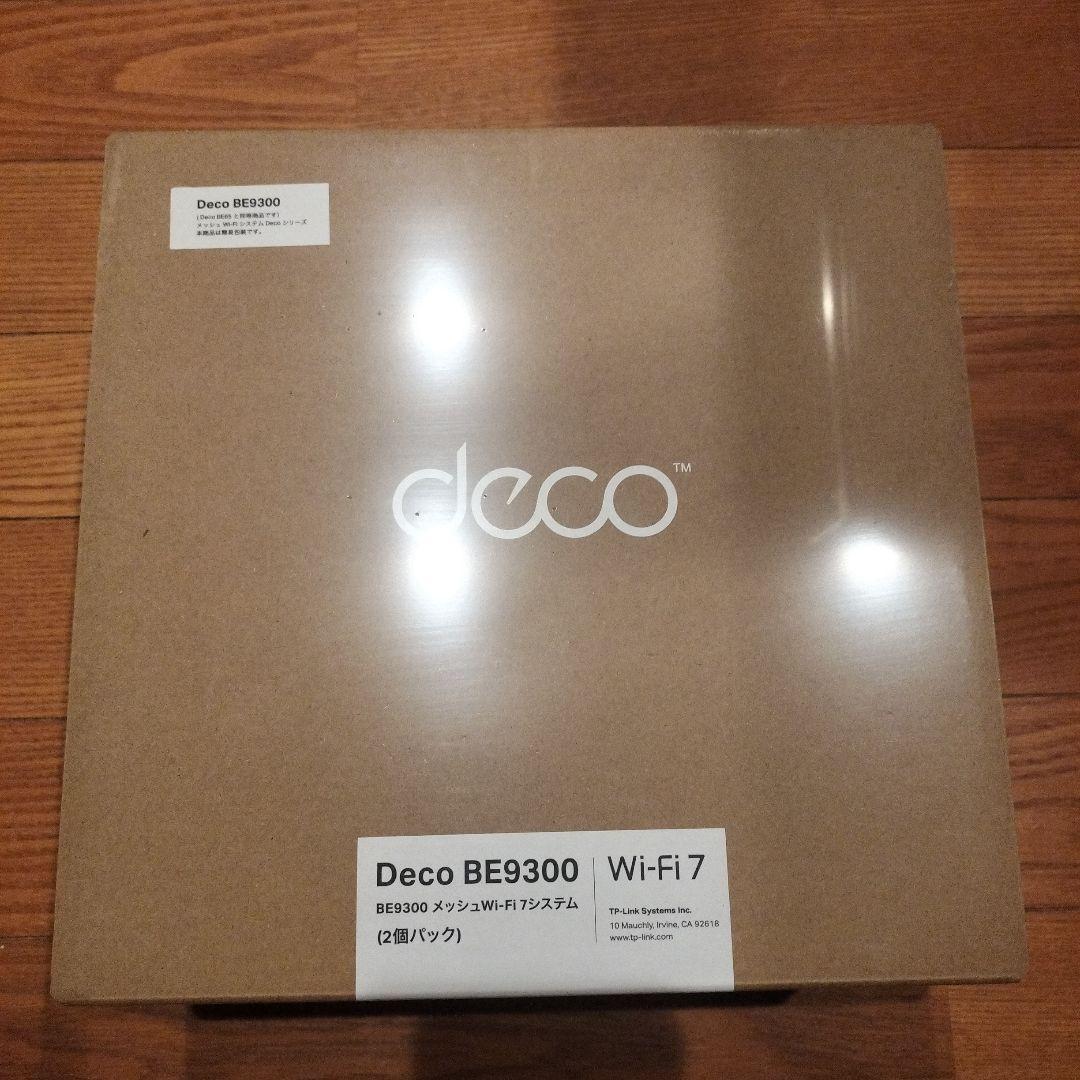 Deco BE9300
(Deco BE65 と同等商品です)
メッシュ Wi-Fi システム Deco シリーズ
本商品は簡易包装です。
deco™
Deco BE9300
BE9300 メッシュWi-Fi 7システム
(2個パック)
Wi-Fi 7
TP-Link Systems Inc.
10 Mauchly, Irvine, CA 92618
www.tp-link.com